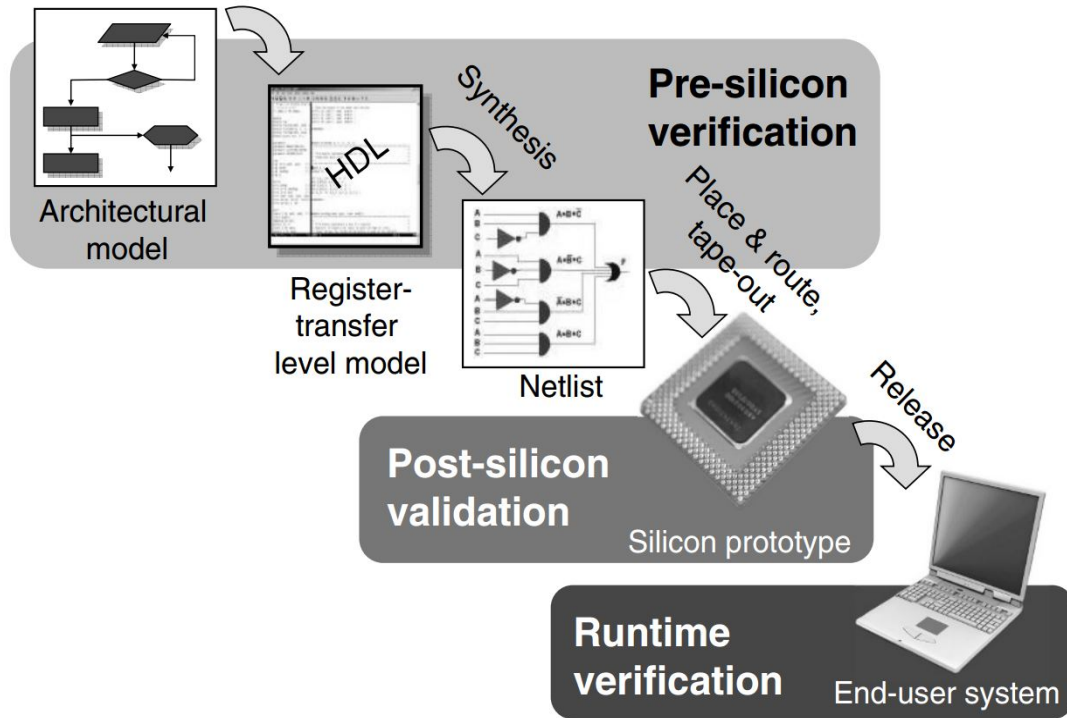 Pre-silicon
verification
Architectural
model
HDL
Register-
transfer
level model
Synthesis
A
B
C
A
B
C
A
B
C
A
B
C
A•B•C̅
A•B̅•C
A̅•B•C
A•B•C
F
Netlist
Place & route,
tape-out
Post-silicon
validation
Silicon prototype
Release
Runtime
verification
End-user system